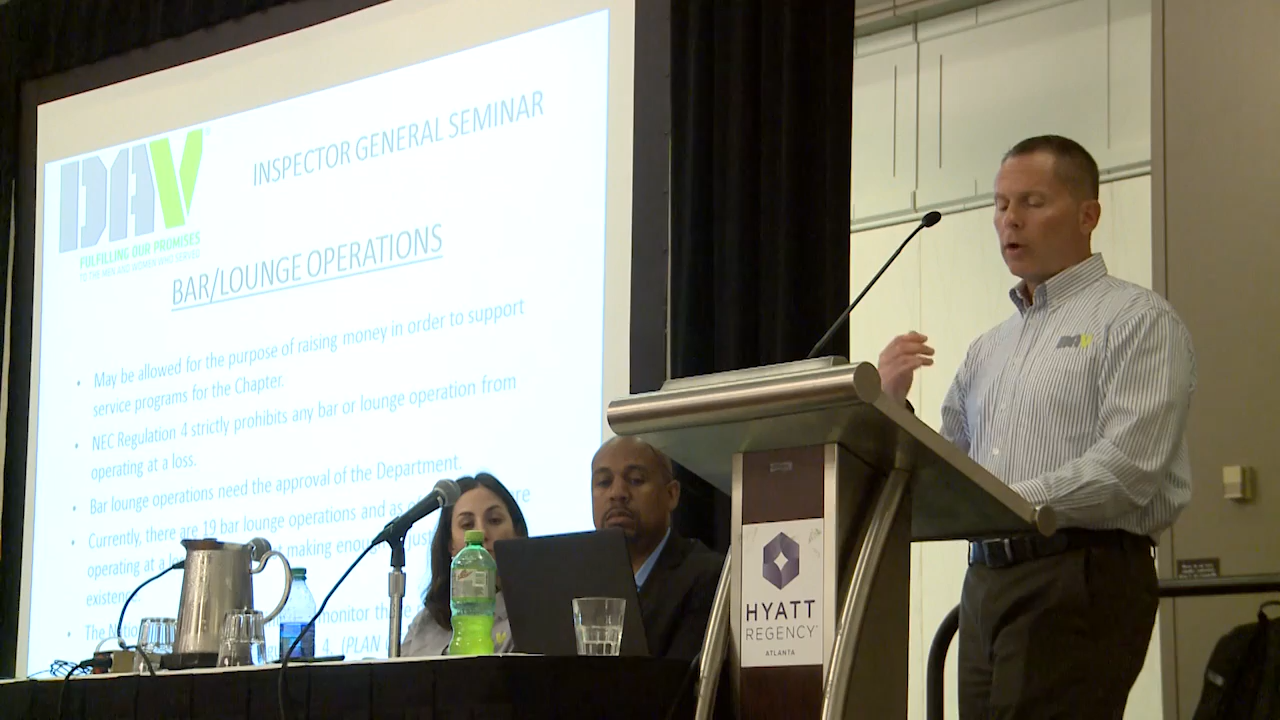 DAV
FULFILLING OUR PROMISES
TO THE MEN AND WOMEN WHO SERVED
INSPECTOR GENERAL SEMINAR
BAR/LOUNGE OPERATIONS
• May be allowed for the purpose of raising money in order to support
service programs for the Chapter.
• NEC Regulation 4 strictly prohibits any bar or lounge operation from
operating at a loss.
• Bar lounge operations need the approval of the Department.
• Currently, there are 19 bar lounge operations and as
operating at a making
• The monitor
4. (PLAN
DAV
HYATT
REGENCY
ATLANTA